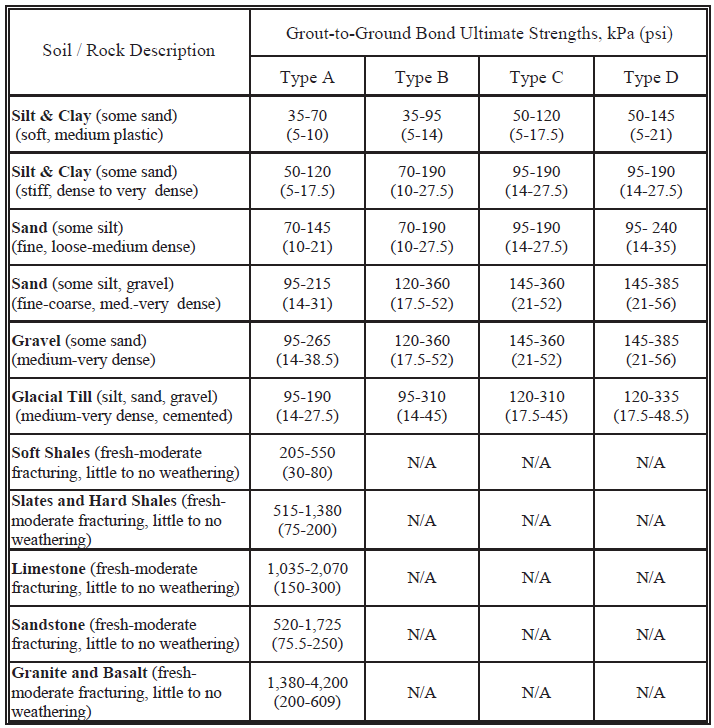 Soil / Rock Description
Grout-to-Ground Bond Ultimate Strengths, kPa (psi)
Type A Type B Type C Type D
Silt & Clay (some sand)
(soft, medium plastic)
35-70 35-95 50-120 50-145
(5-10) (5-14) (5-17.5) (5-21)
Silt & Clay (some sand)
(stiff, dense to very dense)
50-120 70-190 95-190 95-190
(5-17.5) (10-27.5) (14-27.5) (14-27.5)
Sand (some silt)
(fine, loose-medium dense)
70-145 70-190 95-190 95- 240
(10-21) (10-27.5) (14-27.5) (14-35)
Sand (some silt, gravel)
(fine-coarse, med.-very dense)
95-215 120-360 145-360 145-385
(14-31) (17.5-52) (21-52) (21-56)
Gravel (some sand)
(medium-very dense)
95-265 120-360 145-360 145-385
(14-38.5) (17.5-52) (21-52) (21-56)
Glacial Till (silt, sand, gravel)
(medium-very dense, cemented)
95-190 95-310 120-310 120-335
(14-27.5) (14-45) (17.5-45) (17.5-48.5)
Soft Shales (fresh-moderate
fracturing, little to no weathering)
205-550
(30-80)
N/A N/A N/A
Slates and Hard Shales (fresh-
moderate fracturing, little to no
weathering)
515-1,380
(75-200)
N/A N/A N/A
Limestone (fresh-moderate
fracturing, little to no weathering)
1,035-2,070
(150-300)
N/A N/A N/A
Sandstone (fresh-moderate
fracturing, little to no weathering)
520-1,725
(75.5-250)
N/A N/A N/A
Granite and Basalt (fresh-
moderate fracturing, little to no
weathering)
1,380-4,200
(200-609)
N/A N/A N/A